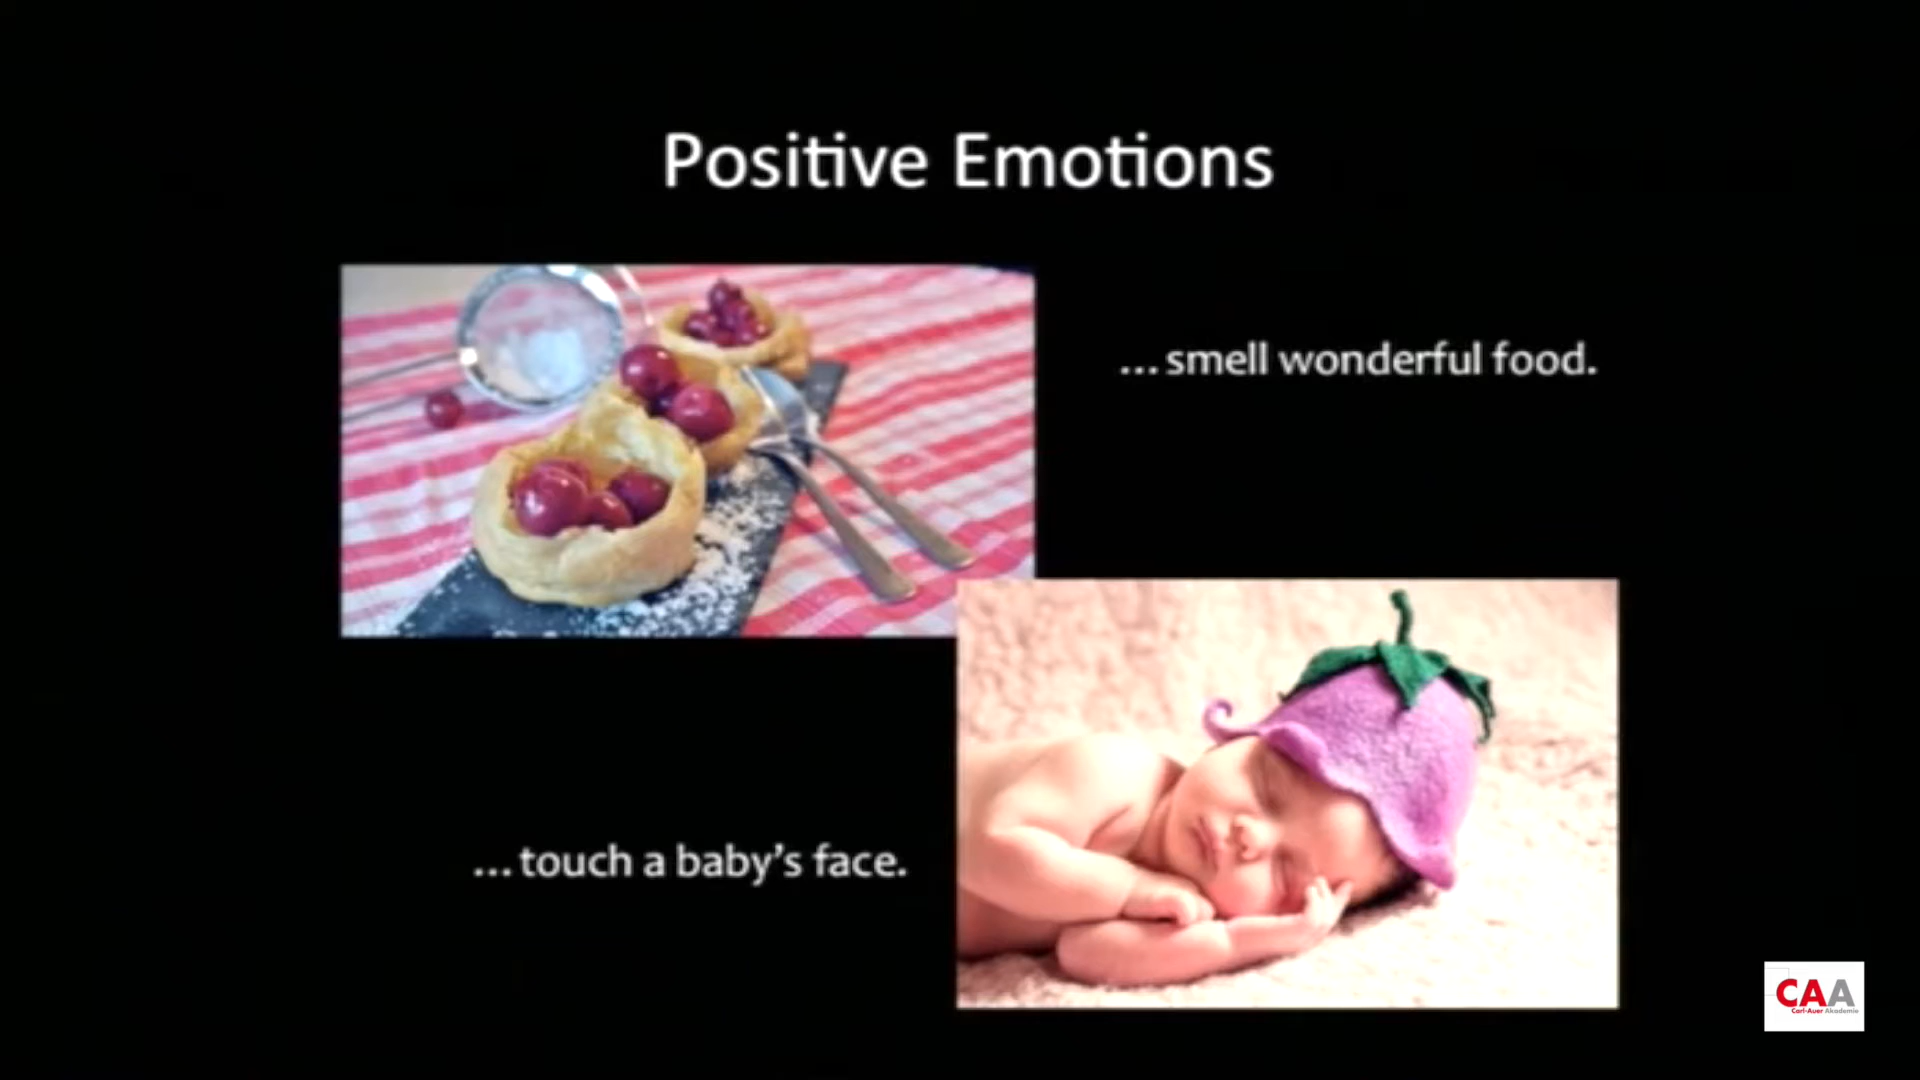 Positive Emotions
...smell wonderful food.
...touch a baby's face.
CAA
Carl-Auer Akademie